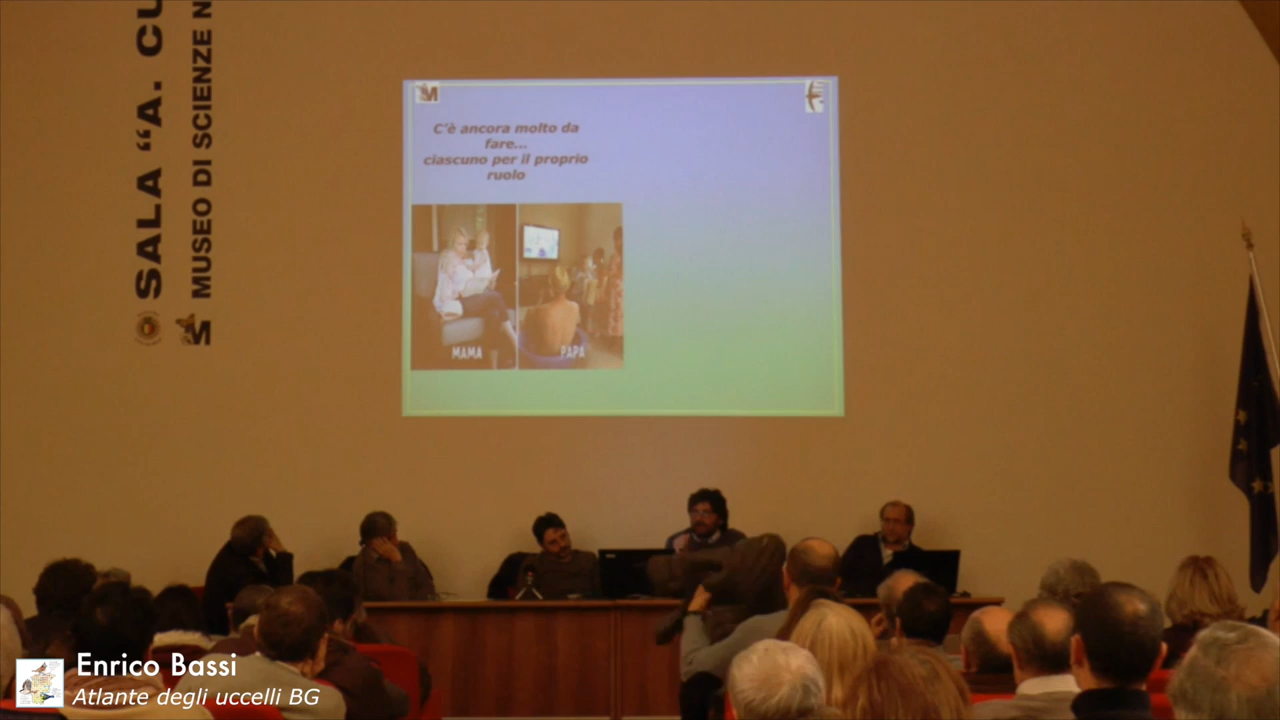 SALA “A. CU
MUSEO DI SCIENZE N
C'è ancora molto da
fare...
ciascuno per il proprio
ruolo
MAMA
PAPA
Enrico Bassi
Atlante degli uccelli BG